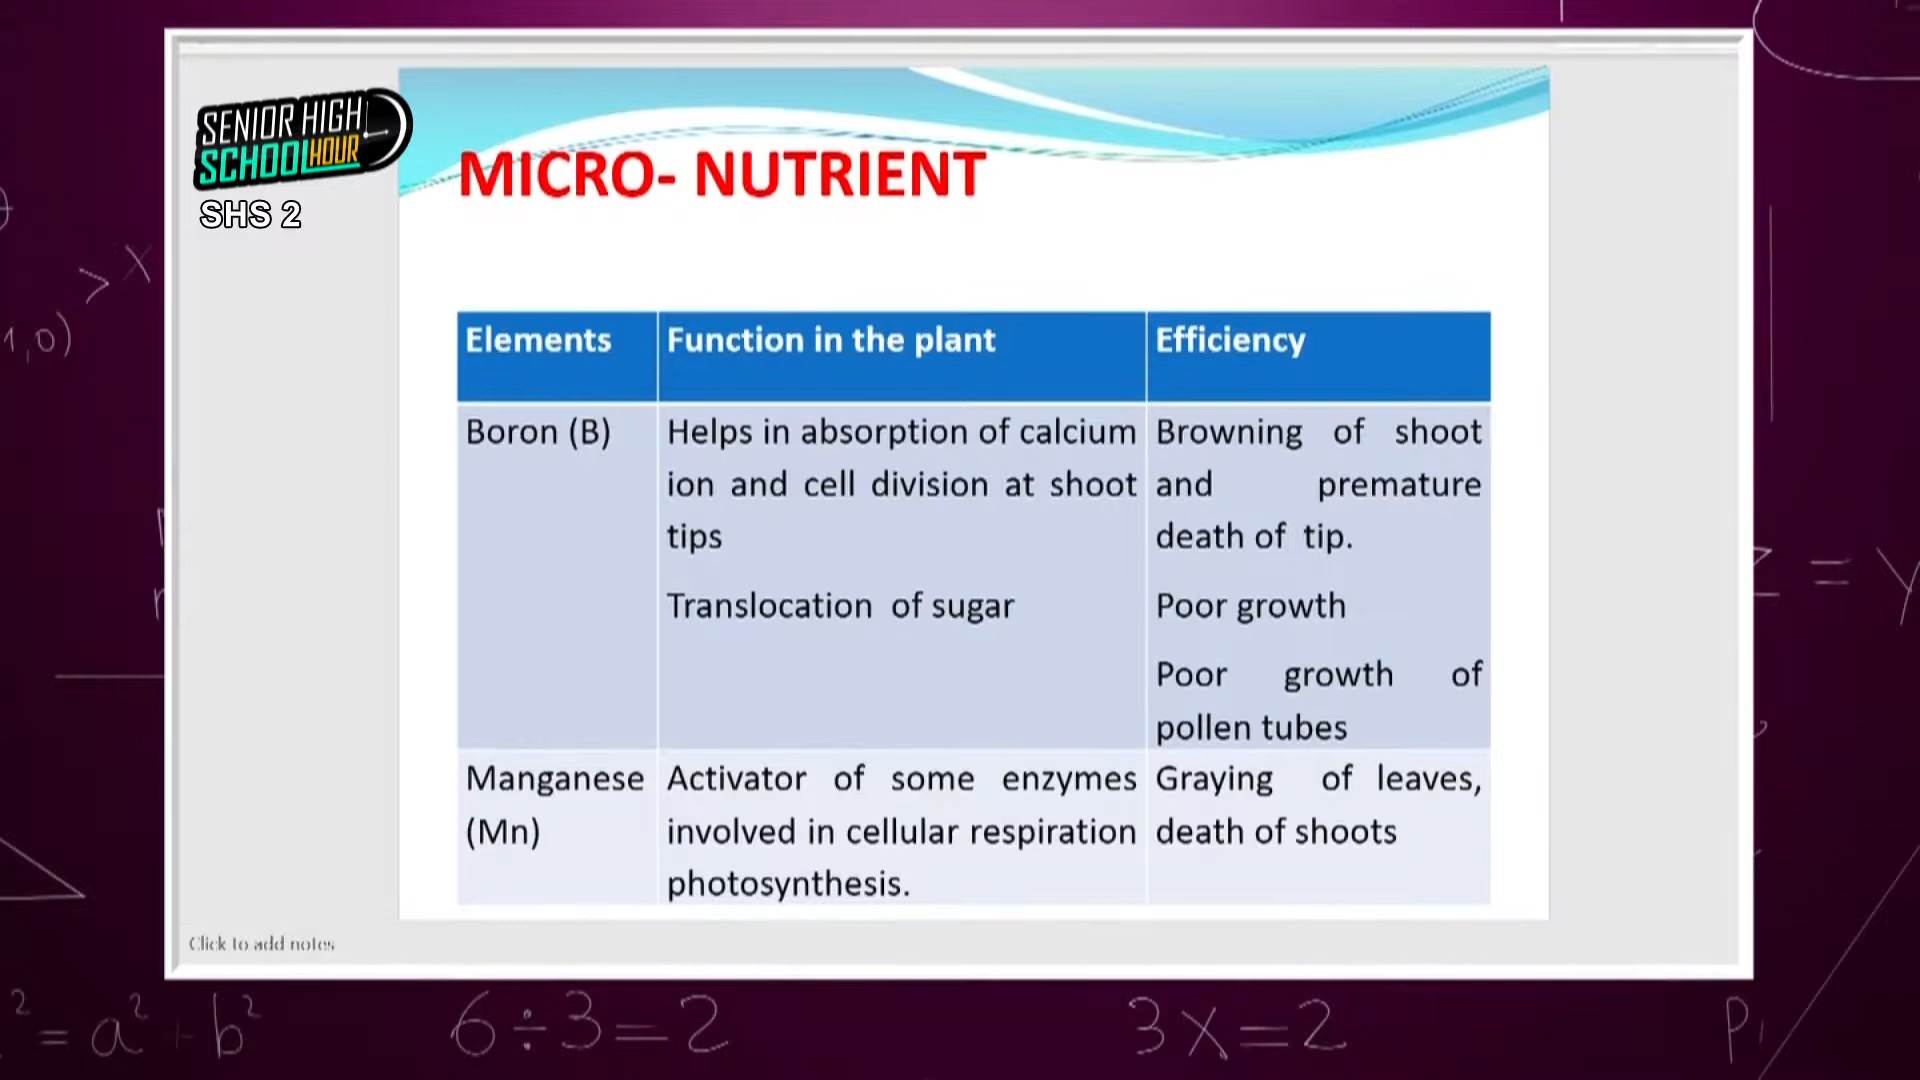 SENIOR HIGH
SCHOOL HOUR
SHS 2
MICRO- NUTRIENT
Elements
Function in the plant
Efficiency
Boron (B)
Helps in absorption of calcium
ion and cell division at shoot
tips
Translocation of sugar
Browning of shoot
and premature
death of tip.
Poor growth
Poor growth of
pollen tubes
Manganese
(Mn)
Activator of some enzymes
involved in cellular respiration
photosynthesis.
Graying of leaves,
death of shoots
Click to add notes
> X
1,0)
= Y
² = a² + b²
6÷3=2
3x=2